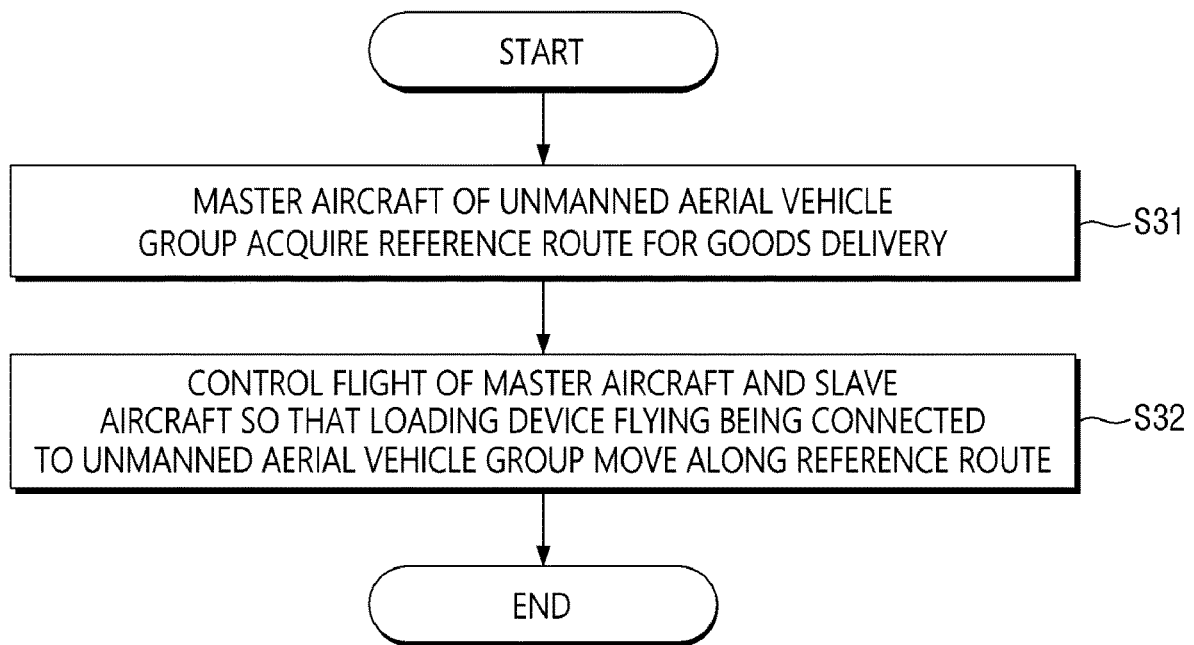 START
MASTER AIRCRAFT OF UNMANNED AERIAL VEHICLE
GROUP ACQUIRE REFERENCE ROUTE FOR GOODS DELIVERY
S31
CONTROL FLIGHT OF MASTER AIRCRAFT AND SLAVE
AIRCRAFT SO THAT LOADING DEVICE FLYING BEING CONNECTED
TO UNMANNED AERIAL VEHICLE GROUP MOVE ALONG REFERENCE ROUTE
S32
END